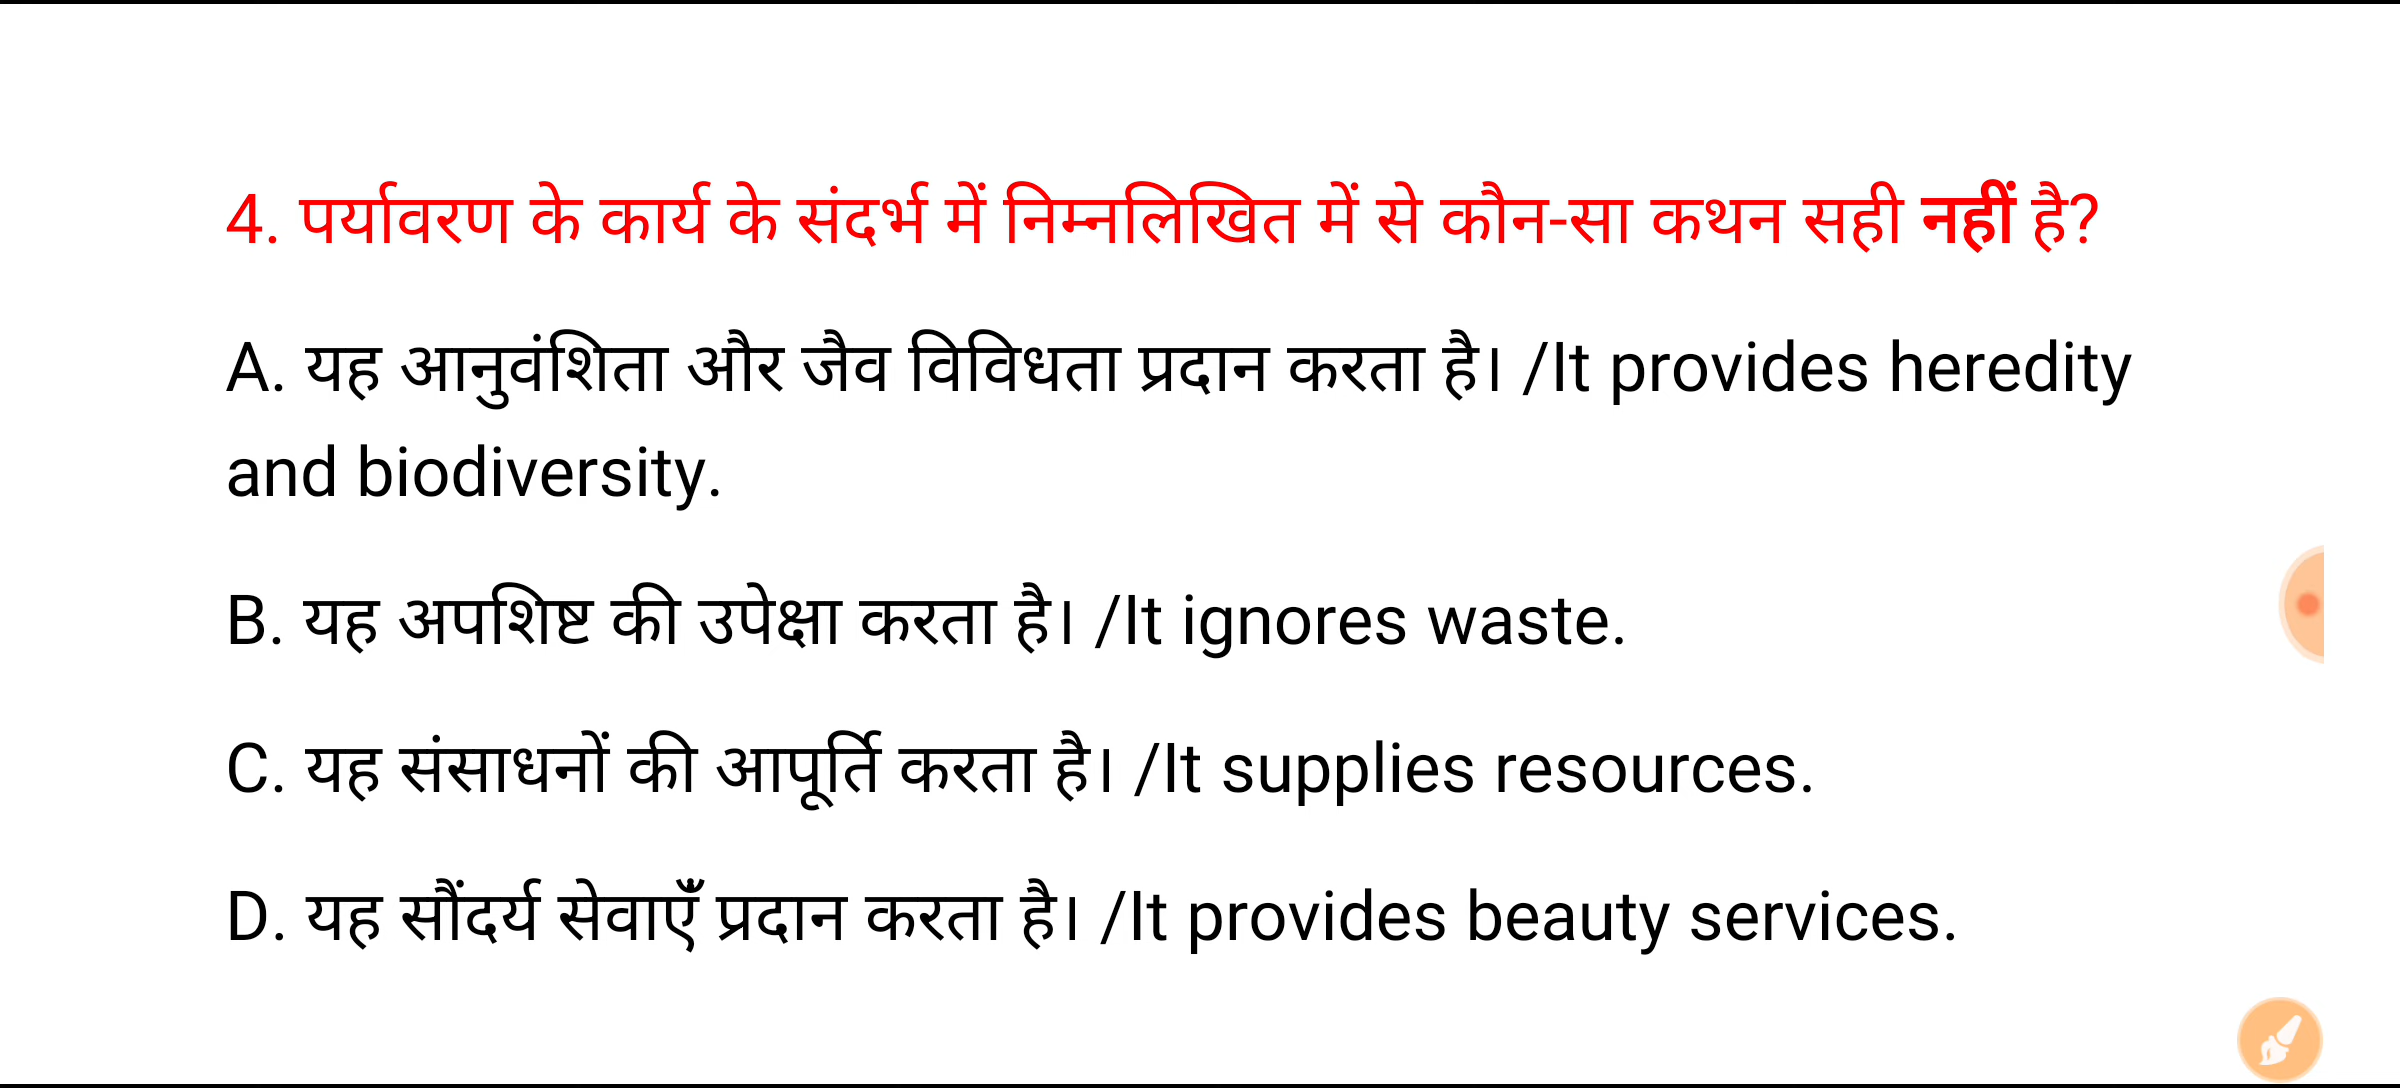 4. पर्यावरण के कार्य के संदर्भ में निम्नलिखित में से कौन-सा कथन सही नहीं है?
A. यह आनुवंशिता और जैव विविधता प्रदान करता है। /It provides heredity
and biodiversity.
B. यह अपशिष्ट की उपेक्षा करता है। /It ignores waste.
C. यह संसाधनों की आपूर्ति करता है। /It supplies resources.
D. यह सौंदर्य सेवाएँ प्रदान करता है। /It provides beauty services.